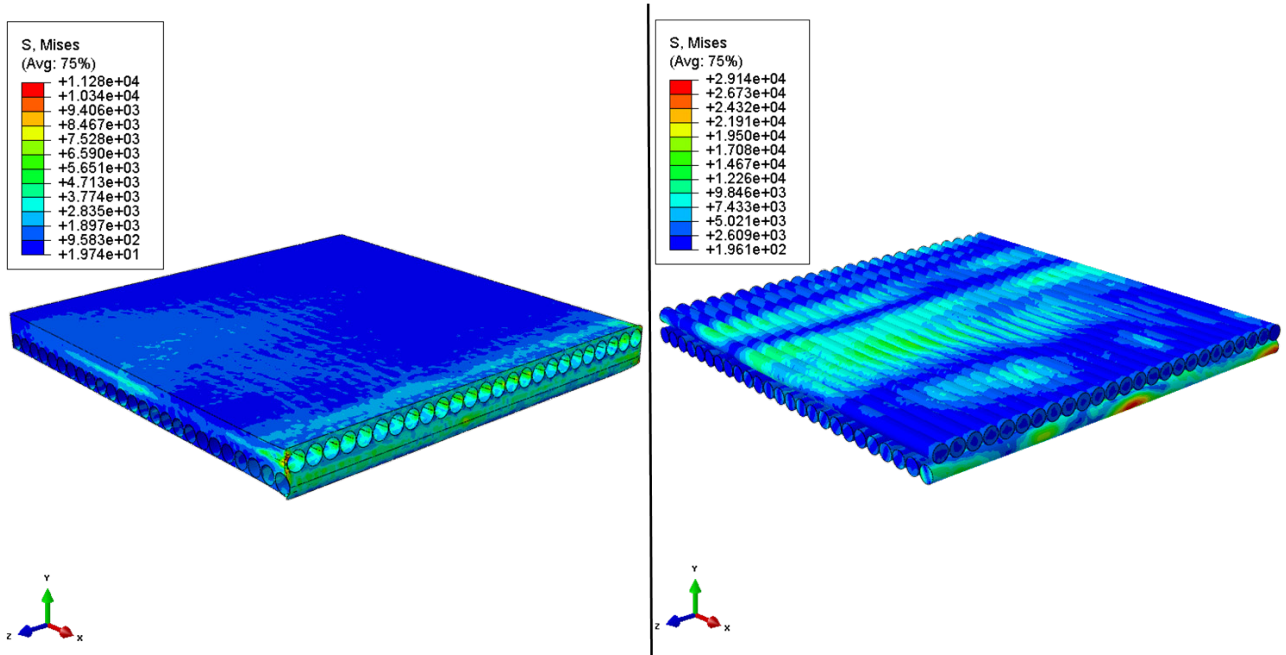 S, Mises
(Avg: 75%)
+1.128e+04
+1.034e+04
+9.406e+03
+8.467e+03
+7.528e+03
+6.590e+03
+5.651e+03
+4.713e+03
+3.774e+03
+2.835e+03
+1.897e+03
+9.583e+02
+1.974e+01
Y
Z
X
S, Mises
(Avg: 75%)
+2.914e+04
+2.673e+04
+2.432e+04
+2.191e+04
+1.950e+04
+1.708e+04
+1.467e+04
+1.226e+04
+9.846e+03
+7.433e+03
+5.021e+03
+2.609e+03
+1.961e+02
Y
Z
X